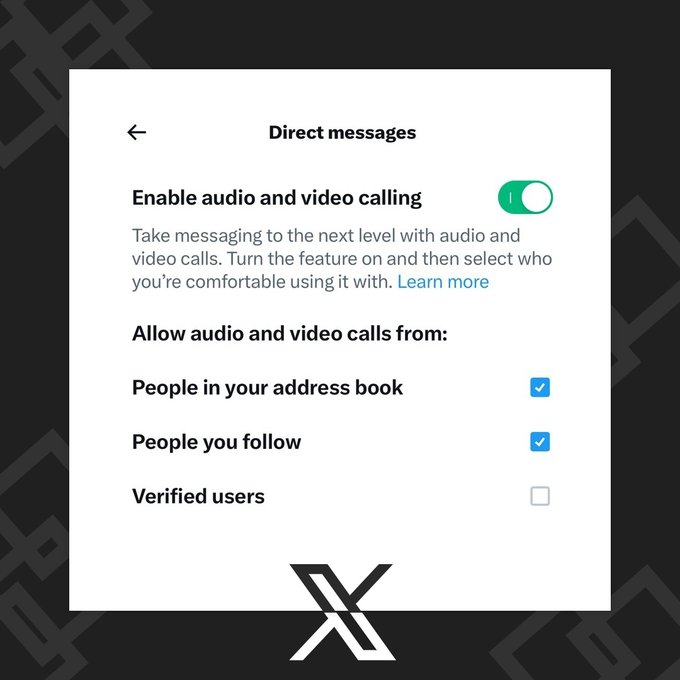 Direct messages
Enable audio and video calling
Take messaging to the next level with audio and
video calls. Turn the feature on and then select who
you’re comfortable using it with. Learn more
Allow audio and video calls from:
People in your address book
People you follow
Verified users
X